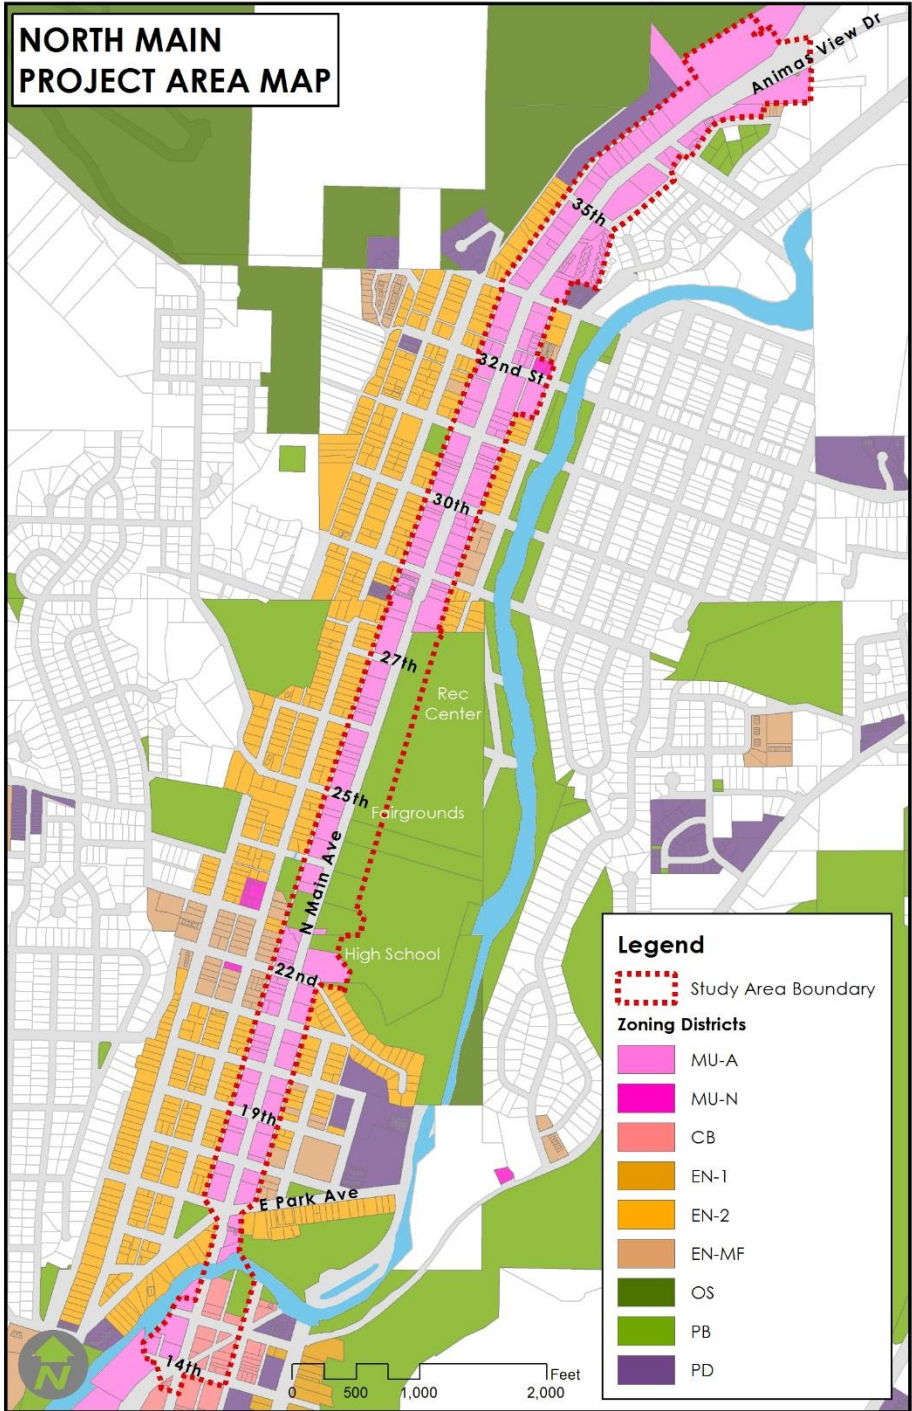 NORTH MAIN
PROJECT AREA MAP
Animas View Dr
35th
32nd St
30th
27th
Rec
Center
25th
Fairgrounds
N Main Ave
High School
22nd
19th
E Park Ave
14th
N
0 500 1,000 2,000
Feet
Legend
Study Area Boundary
Zoning Districts
MU-A
MU-N
CB
EN-1
EN-2
EN-MF
OS
PB
PD